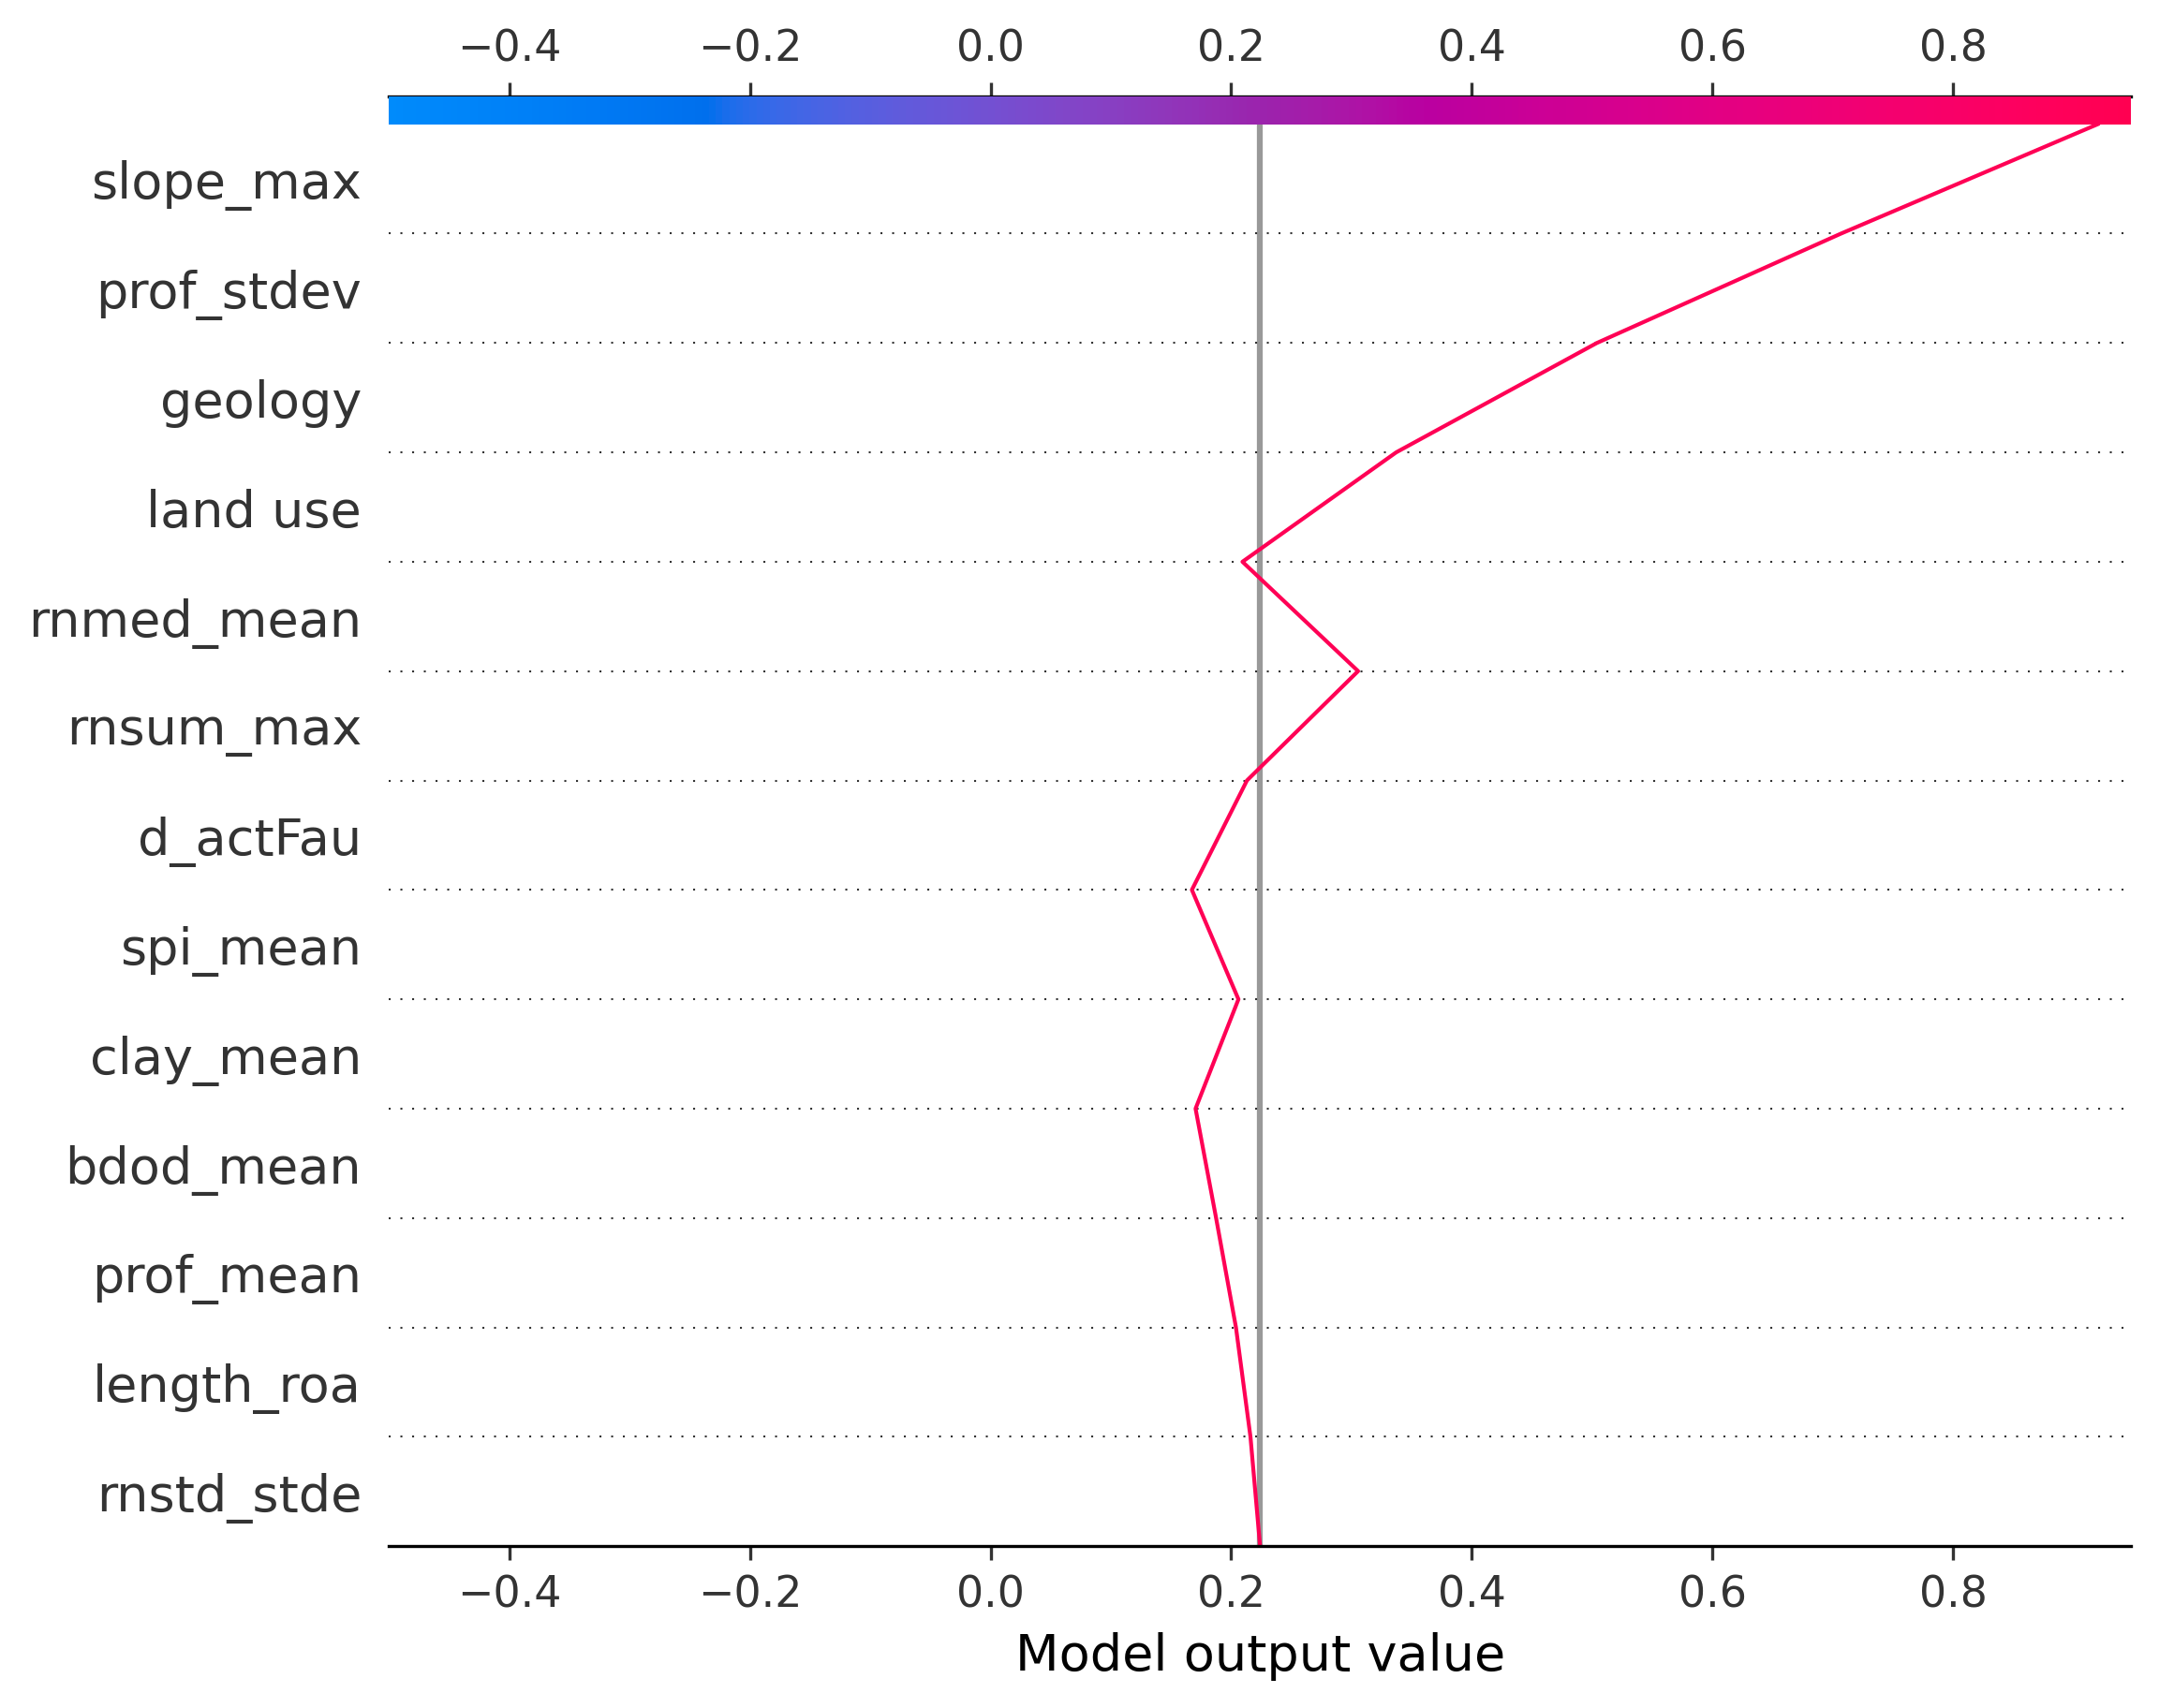 −0.4 −0.2 0.0 0.2 0.4 0.6 0.8
slope_max
prof_stdev
geology
land use
rnmed_mean
rnsum_max
d_actFau
spi_mean
clay_mean
bdod_mean
prof_mean
length_roa
rnstd_stde
−0.4 −0.2 0.0 0.2 0.4 0.6 0.8
Model output value